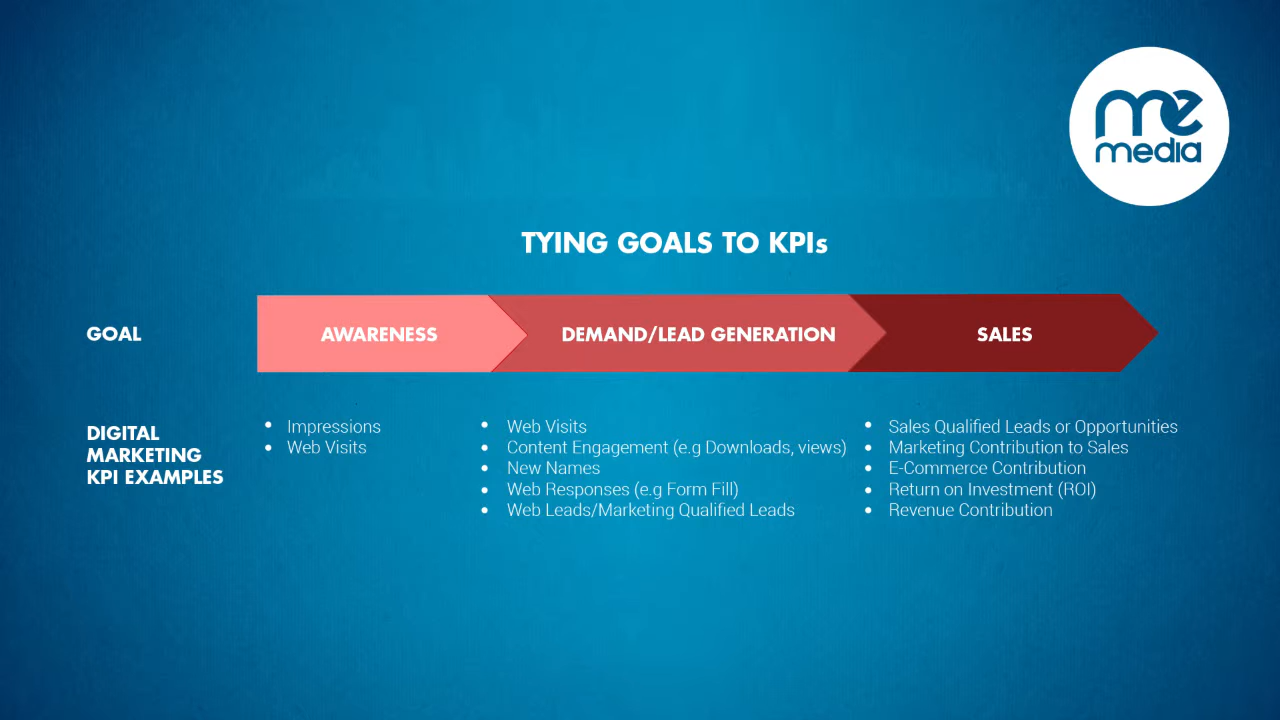 me
media
TYING GOALS TO KPIs
GOAL
AWARENESS
DEMAND/LEAD GENERATION
SALES
DIGITAL
MARKETING
KPI EXAMPLES
• Impressions
• Web Visits
• Web Visits
• Content Engagement (e.g Downloads, views)
• New Names
• Web Responses (e.g Form Fill)
• Web Leads/Marketing Qualified Leads
• Sales Qualified Leads or Opportunities
• Marketing Contribution to Sales
• E-Commerce Contribution
• Return on Investment (ROI)
• Revenue Contribution